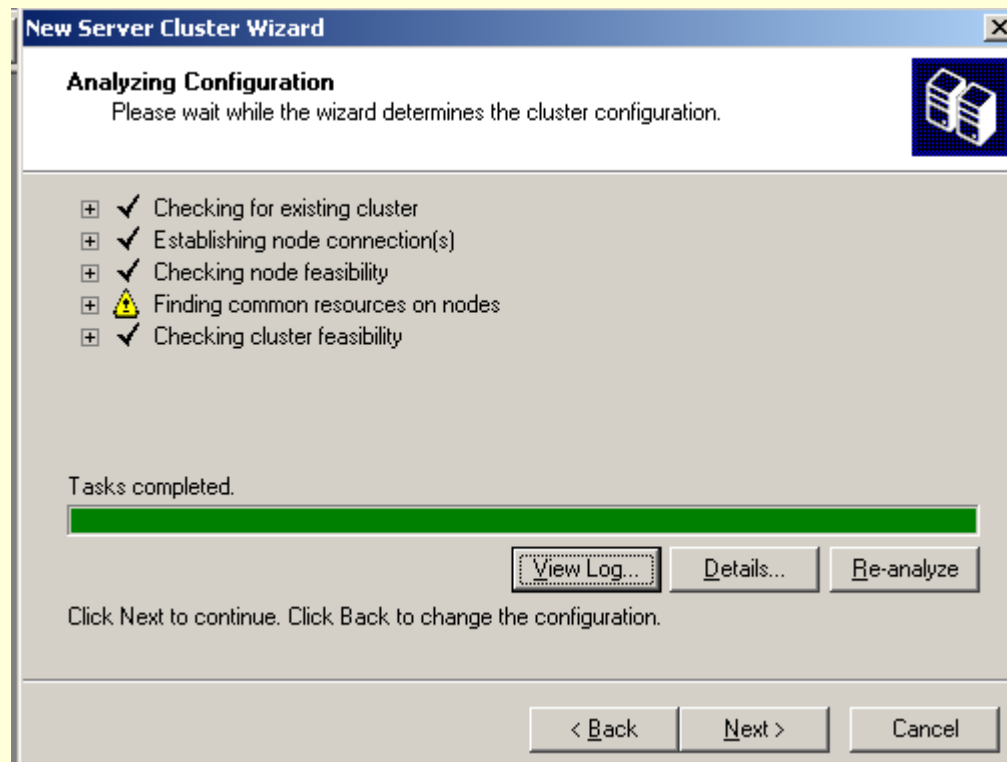 New Server Cluster Wizard
Analyzing Configuration
Please wait while the wizard determines the cluster configuration.
Checking for existing cluster
Establishing node connection(s)
Checking node feasibility
Finding common resources on nodes
Checking cluster feasibility
Tasks completed.
View Log... Details... Re-analyze
Click Next to continue. Click Back to change the configuration.
< Back Next > Cancel